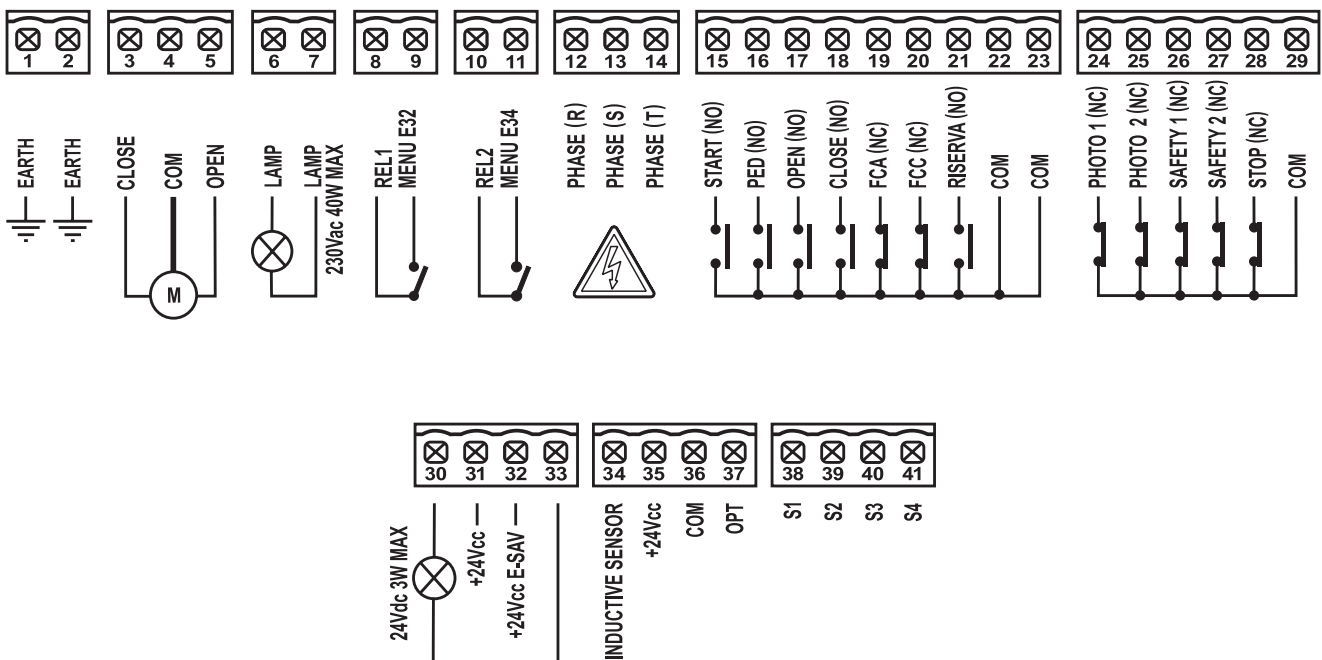 1 2
3 4 5
6 7
8 9
10 11
12 13 14
15 16 17 18 19 20 21 22 23
24 25 26 27 28 29
EARTH
EARTH
CLOSE
COM
OPEN
LAMP
LAMP
230Vac 40W MAX
REL1
MENU E32
REL2
MENU E34
PHASE (R)
PHASE (S)
PHASE (T)
START (NO)
PED (NO)
OPEN (NO)
CLOSE (NO)
FCA (NC)
FCC (NC)
RISERVA (NO)
COM
COM
PHOTO 1 (NC)
PHOTO 2 (NC)
SAFETY 1 (NC)
SAFETY 2 (NC)
STOP (NC)
COM
M
30 31 32 33
34 35 36 37
38 39 40 41
24Vdc 3W MAX
+24Vcc
+24Vcc E-SAV
INDUCTIVE SENSOR
+24Vcc
COM
OPT
S1
S2
S3
S4